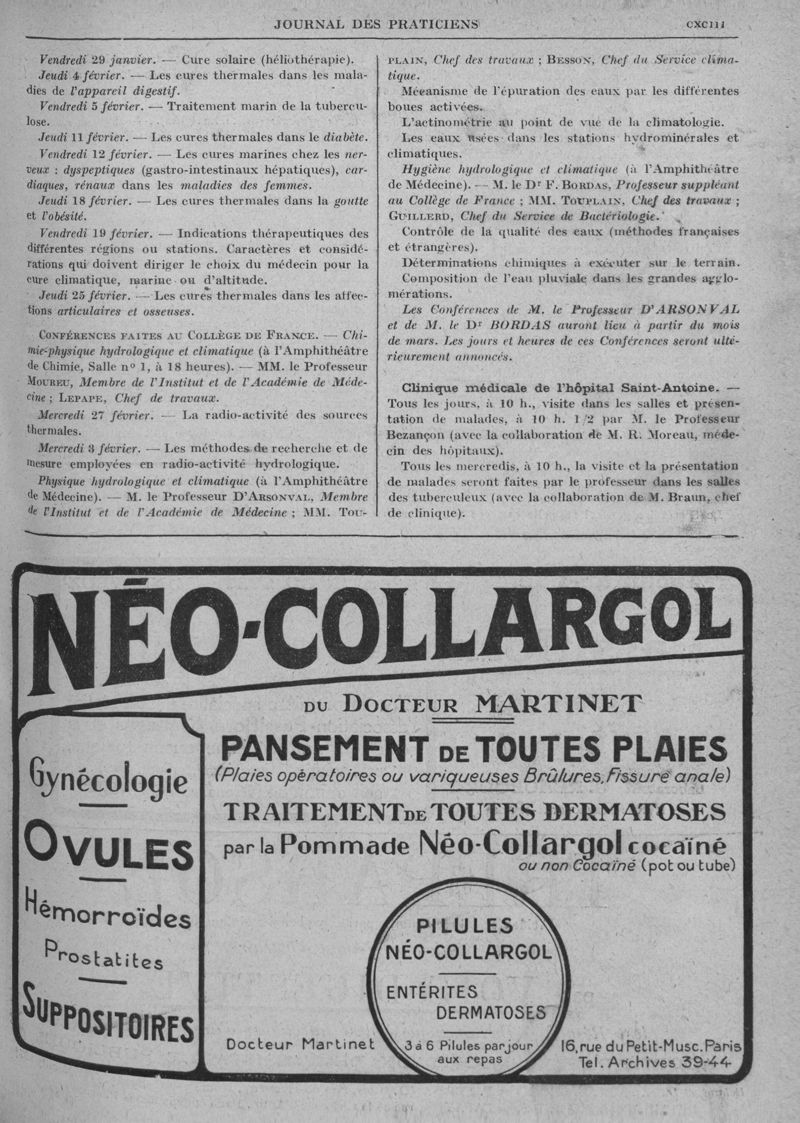 JOURNAL DES PRATICIENS
CXCIII
Vendredi 29 janvier. — Cure solaire (héliothérapie).
Jeudi 4 février. — Les cures thermales dans les mala-
dies de l'appareil digestif.
Vendredi 5 février. — Traitement marin de la tubercu-
lose.
Jeudi 11 février. — Les cures thermales dans le diabète.
Vendredi 12 février. — Les cures marines chez les ner-
veux : dyspeptiques (gastro-intestinaux hépatiques), car-
diaques, rénaux dans les maladies des femmes.
Jeudi 18 février. — Les cures thermales dans la goutte
et l'obésité.
Vendredi 19 février. — Indications thérapeutiques des
différentes régions ou stations. Caractères et considé-
rations qui doivent diriger le choix du médecin pour la
cure climatique, marine ou d'altitude.
Jeudi 25 février. — Les cures thermales dans les affec-
tions articulaires et osseuses.
CONFÉRENCES FAITES AU COLLÈGE DE FRANCE. — Chi-
mie-physique hydrologique et climatique (à l'Amphithéâtre
de Chimie, Salle nº 1, à 18 heures). — MM. le Professeur
MOUREU, Membre de l'Institut et de l'Académie de Méde-
cine ; LEPAPE, Chef de travaux.
Mercredi 27 février. — La radio-activité des sources
thermales.
Mercredi 3 février. — Les méthodes de recherche et de
mesure employées en radio-activité hydrologique.
Physique hydrologique et climatique (à l'Amphithéâtre
de Médecine). — M. le Professeur D'ARSONVAL, Membre
de l'Institut et de l'Académie de Médecine ; MM. TOU-
PLAIN, Chef des travaux ; BESSON, Chef du Service clima-
tique.
Mécanisme de l'épuration des eaux par les différentes
boues activées.
L'actinométrie au point de vue de la climatologie.
Les eaux usées dans les stations hydrominérales et
climatiques.
Hygiène hydrologique et climatique (à l'Amphithéâtre
de Médecine). — M. le Dr F. BORDAS, Professeur suppléant
au Collège de France ; MM. TOUPLAIN, Chef des travaux ;
GUILLERD, Chef du Service de Bactériologie.
Contrôle de la qualité des eaux (méthodes françaises
et étrangères).
Déterminations chimiques à exécuter sur le terrain.
Composition de l'eau pluviale dans les grandes agglo-
mérations.
Les Conférences de M. le Professeur D'ARSONVAL
et de M. le Dr BORDAS auront lieu à partir du mois
de mars. Les jours et heures de ces Conférences seront ulté-
rieurement annoncés.
Clinique médicale de l'hôpital Saint-Antoine. —
Tous les jours, à 10 h., visite dans les salles et présen-
tation de malades, à 10 h. 1/2 par M. le Professeur
Bezançon (avec la collaboration de M. R. Moreau, méde-
cin des hôpitaux).
Tous les mercredis, à 10 h., la visite et la présentation
de malades seront faites par le professeur dans les salles
des tuberculeux (avec la collaboration de M. Braun, chef
de clinique).
NÉO-COLLARGOL
DU DOCTEUR MARTINET
PANSEMENT DE TOUTES PLAIES
(Plaies opératoires ou variqueuses Brûlures, Fissure anale)
TRAITEMENT DE TOUTES DERMATOSES
par la Pommade Néo-Collargol cocaïné
ou non Cocaïné (pot ou tube)
Gynécologie
OVULES
Hémorroïdes
Prostatites
SUPPOSITOIRES
PILULES
NÉO-COLLARGOL
ENTÉRITES
DERMATOSES
3 à 6 Pilules par jour
aux repas
Docteur Martinet
16, rue du Petit-Musc. Paris
Tel. Archives 39-44